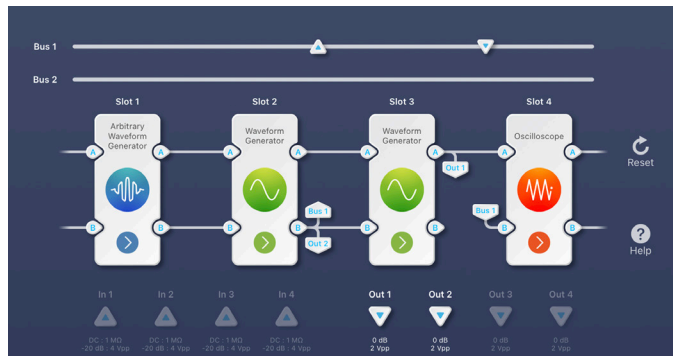 Bus 1
Bus 2
Slot 1
Slot 2
Slot 3
Slot 4
Arbitrary
Waveform
Generator
Waveform
Generator
Waveform
Generator
Oscilloscope
A A A A A A Out 1 A A
Reset
B B B B Bus 1 Out 2 B B Bus 1 B B
Help
In 1 In 2 In 3 In 4 Out 1 Out 2 Out 3 Out 4
DC : 1 MΩ DC : 1 MΩ DC : 1 MΩ DC : 1 MΩ 0 dB 0 dB 0 dB 0 dB
-20 dB : 4 Vpp -20 dB : 4 Vpp -20 dB : 4 Vpp -20 dB : 4 Vpp 2 Vpp 2 Vpp 2 Vpp 2 Vpp